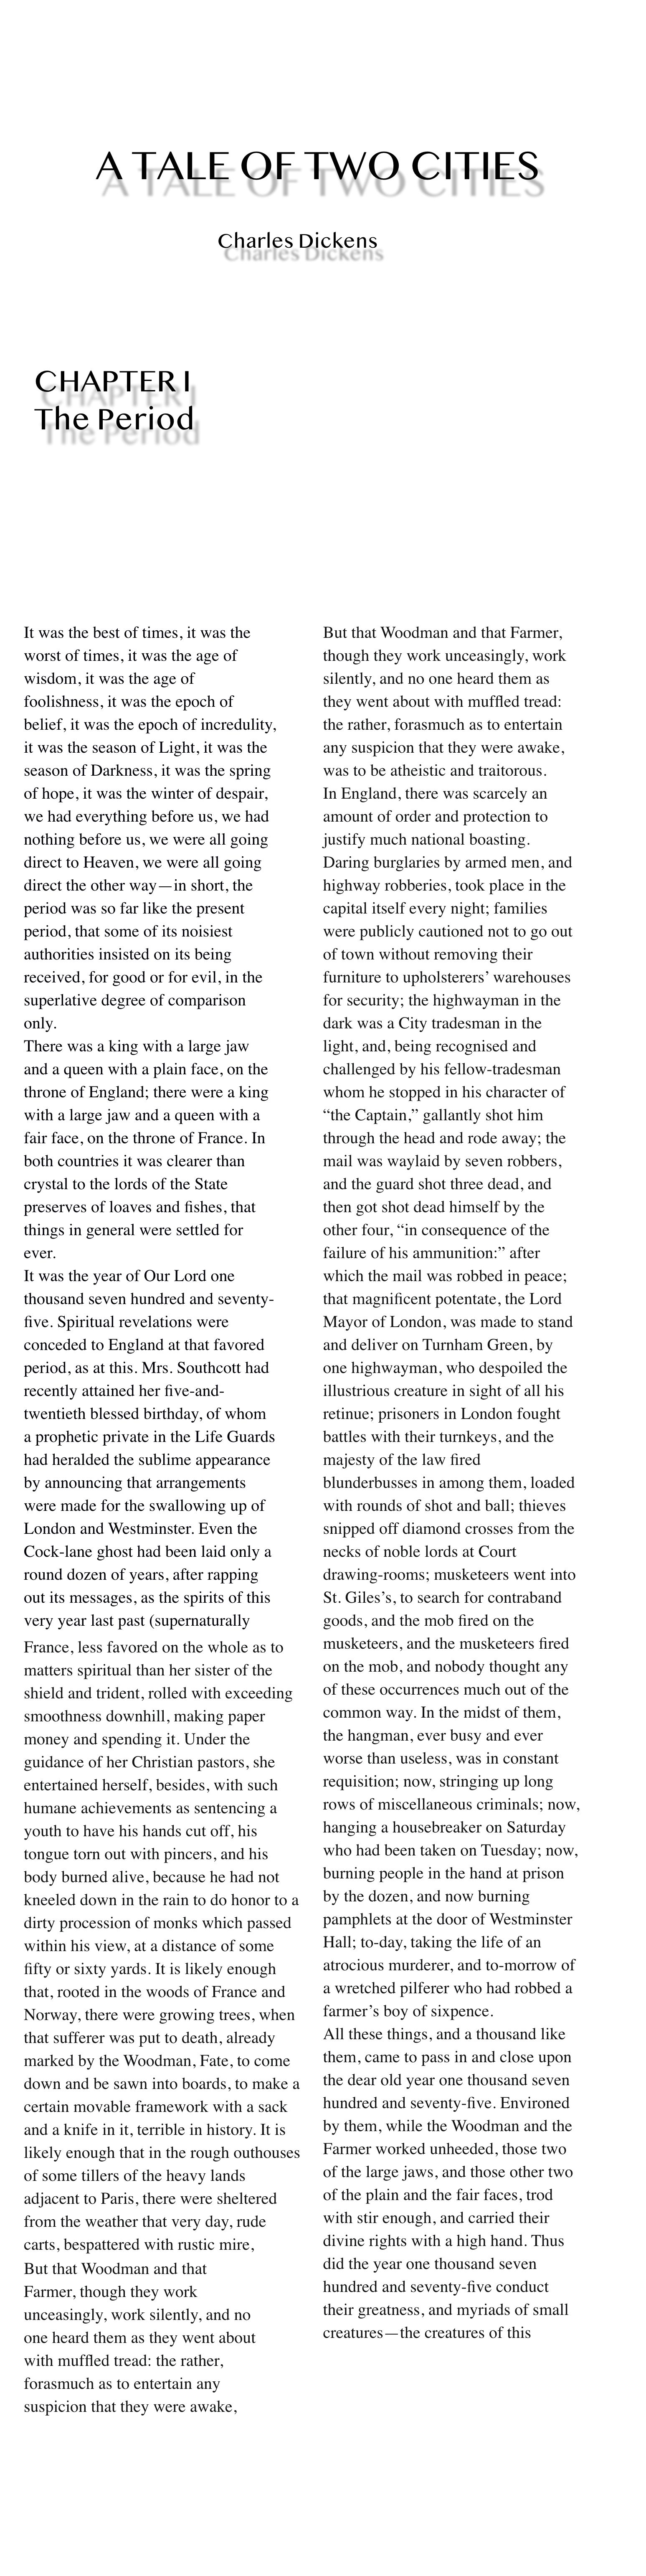 A TALE OF TWO CITIES
Charles Dickens
CHAPTER I
The Period
It was the best of times, it was the
worst of times, it was the age of
wisdom, it was the age of
foolishness, it was the epoch of
belief, it was the epoch of incredulity,
it was the season of Light, it was the
season of Darkness, it was the spring
of hope, it was the winter of despair,
we had everything before us, we had
nothing before us, we were all going
direct to Heaven, we were all going
direct the other way—in short, the
period was so far like the present
period, that some of its noisiest
authorities insisted on its being
received, for good or for evil, in the
superlative degree of comparison
only.
There was a king with a large jaw
and a queen with a plain face, on the
throne of England; there were a king
with a large jaw and a queen with a
fair face, on the throne of France. In
both countries it was clearer than
crystal to the lords of the State
preserves of loaves and fishes, that
things in general were settled for
ever.
It was the year of Our Lord one
thousand seven hundred and seventy-
five. Spiritual revelations were
conceded to England at that favored
period, as at this. Mrs. Southcott had
recently attained her five-and-
twentieth blessed birthday, of whom
a prophetic private in the Life Guards
had heralded the sublime appearance
by announcing that arrangements
were made for the swallowing up of
London and Westminster. Even the
Cock-lane ghost had been laid only a
round dozen of years, after rapping
out its messages, as the spirits of this
very year last past (supernaturally
France, less favored on the whole as to
matters spiritual than her sister of the
shield and trident, rolled with exceeding
smoothness downhill, making paper
money and spending it. Under the
guidance of her Christian pastors, she
entertained herself, besides, with such
humane achievements as sentencing a
youth to have his hands cut off, his
tongue torn out with pincers, and his
body burned alive, because he had not
kneeled down in the rain to do honor to a
dirty procession of monks which passed
within his view, at a distance of some
fifty or sixty yards. It is likely enough
that, rooted in the woods of France and
Norway, there were growing trees, when
that sufferer was put to death, already
marked by the Woodman, Fate, to come
down and be sawn into boards, to make a
certain movable framework with a sack
and a knife in it, terrible in history. It is
likely enough that in the rough outhouses
of some tillers of the heavy lands
adjacent to Paris, there were sheltered
from the weather that very day, rude
carts, bespattered with rustic mire,
But that Woodman and that
Farmer, though they work
unceasingly, work silently, and no
one heard them as they went about
with muffled tread: the rather,
forasmuch as to entertain any
suspicion that they were awake,
But that Woodman and that Farmer,
though they work unceasingly, work
silently, and no one heard them as
they went about with muffled tread:
the rather, forasmuch as to entertain
any suspicion that they were awake,
was to be atheistic and traitorous.
In England, there was scarcely an
amount of order and protection to
justify much national boasting.
Daring burglaries by armed men, and
highway robberies, took place in the
capital itself every night; families
were publicly cautioned not to go out
of town without removing their
furniture to upholsterers’ warehouses
for security; the highwayman in the
dark was a City tradesman in the
light, and, being recognised and
challenged by his fellow-tradesman
whom he stopped in his character of
“the Captain,” gallantly shot him
through the head and rode away; the
mail was waylaid by seven robbers,
and the guard shot three dead, and
then got shot dead himself by the
other four, “in consequence of the
failure of his ammunition:” after
which the mail was robbed in peace;
that magnificent potentate, the Lord
Mayor of London, was made to stand
and deliver on Turnham Green, by
one highwayman, who despoiled the
illustrious creature in sight of all his
retinue; prisoners in London fought
battles with their turnkeys, and the
majesty of the law fired
blunderbusses in among them, loaded
with rounds of shot and ball; thieves
snipped off diamond crosses from the
necks of noble lords at Court
drawing-rooms; musketeers went into
St. Giles’s, to search for contraband
goods, and the mob fired on the
musketeers, and the musketeers fired
on the mob, and nobody thought any
of these occurrences much out of the
common way. In the midst of them,
the hangman, ever busy and ever
worse than useless, was in constant
requisition; now, stringing up long
rows of miscellaneous criminals; now,
hanging a housebreaker on Saturday
who had been taken on Tuesday; now,
burning people in the hand at prison
by the dozen, and now burning
pamphlets at the door of Westminster
Hall; to-day, taking the life of an
atrocious murderer, and to-morrow of
a wretched pilferer who had robbed a
farmer’s boy of sixpence.
All these things, and a thousand like
them, came to pass in and close upon
the dear old year one thousand seven
hundred and seventy-five. Environed
by them, while the Woodman and the
Farmer worked unheeded, those two
of the large jaws, and those other two
of the plain and the fair faces, trod
with stir enough, and carried their
divine rights with a high hand. Thus
did the year one thousand seven
hundred and seventy-five conduct
their greatness, and myriads of small
creatures—the creatures of this